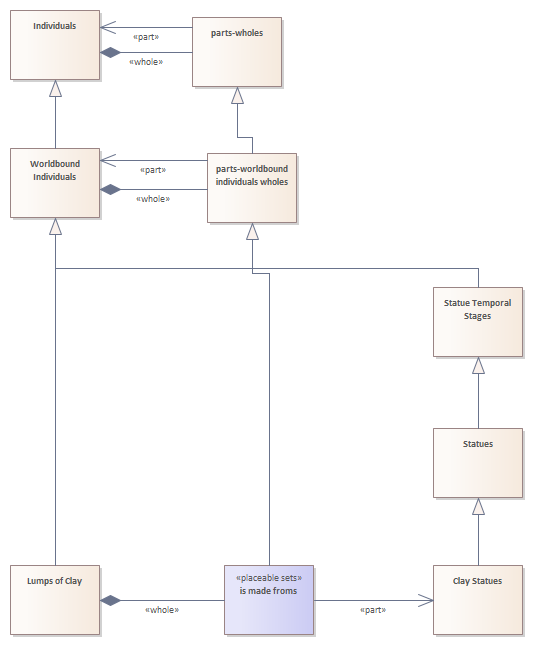 Individuals
«part»
parts-wholes
«whole»
Worldbound
Individuals
«part»
parts-worldbound
individuals wholes
«whole»
Statue Temporal
Stages
Statues
Lumps of Clay
«placeable sets»
is made froms
Clay Statues
«whole»
«part»